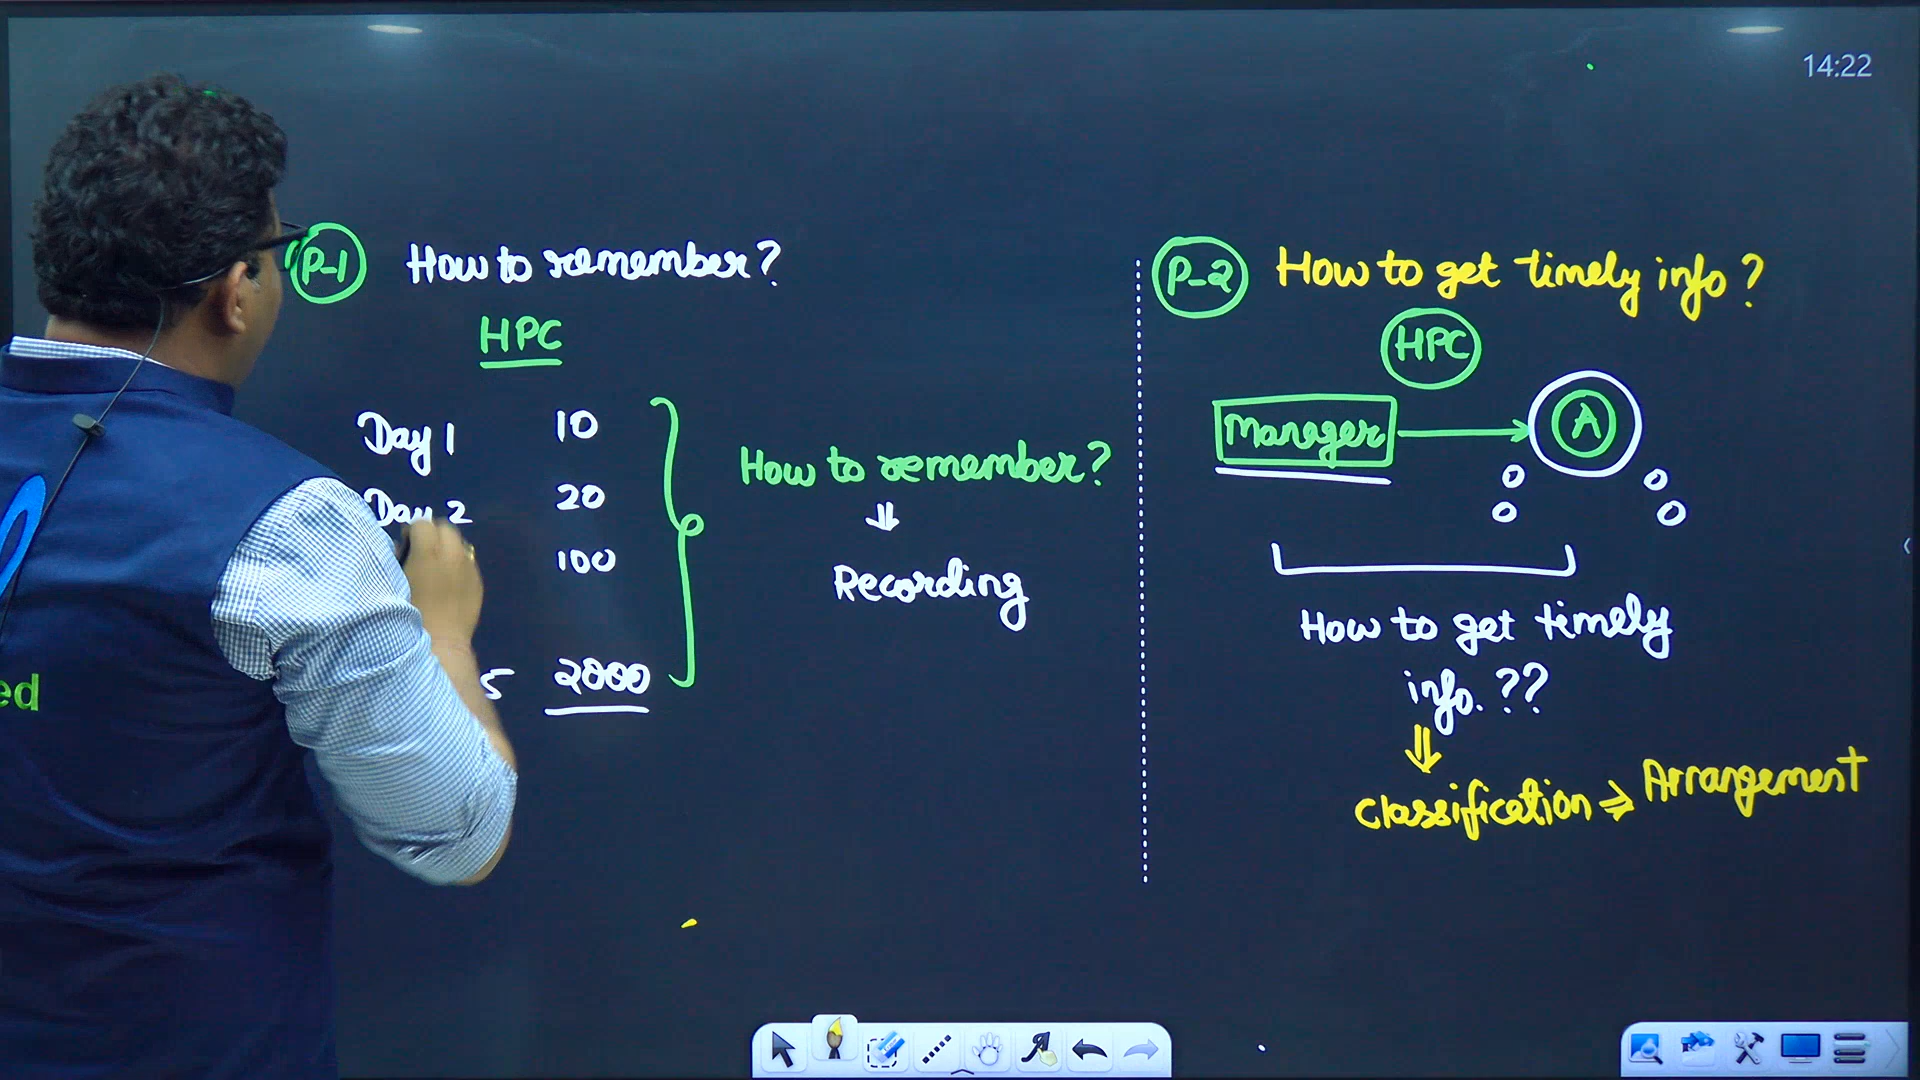 14:22
P-1 How to remember?
HPC
Day 1 10
Day 2 20
100
5 2000
How to remember?
⇓
Recording
P-2 How to get timely info?
HPC
Manager → A
How to get timely
info. ??
⇓
Classification ⇒ Arrangement
ed